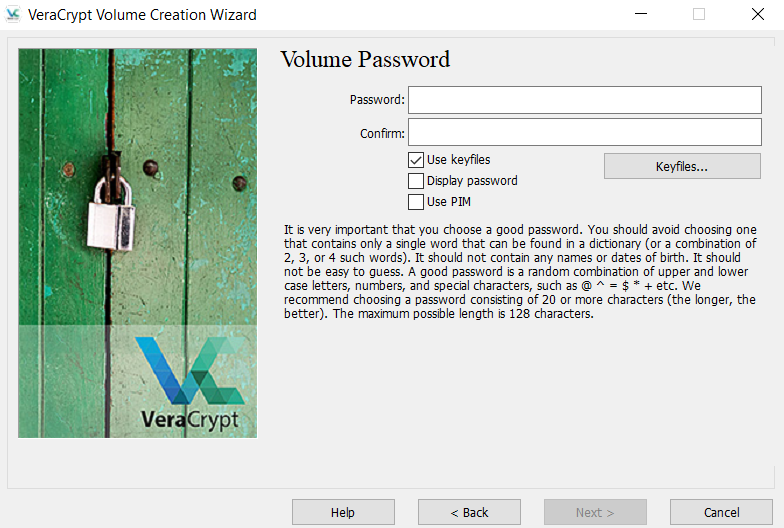 VeraCrypt Volume Creation Wizard
Volume Password
Password:
Confirm:
Use keyfiles
Keyfiles...
Display password
Use PIM
It is very important that you choose a good password. You should avoid choosing one
that contains only a single word that can be found in a dictionary (or a combination of
2, 3, or 4 such words). It should not contain any names or dates of birth. It should
not be easy to guess. A good password is a random combination of upper and lower
case letters, numbers, and special characters, such as @ ^ = $ * + etc. We
recommend choosing a password consisting of 20 or more characters (the longer, the
better). The maximum possible length is 128 characters.
VeraCrypt
Help
< Back
Next >
Cancel